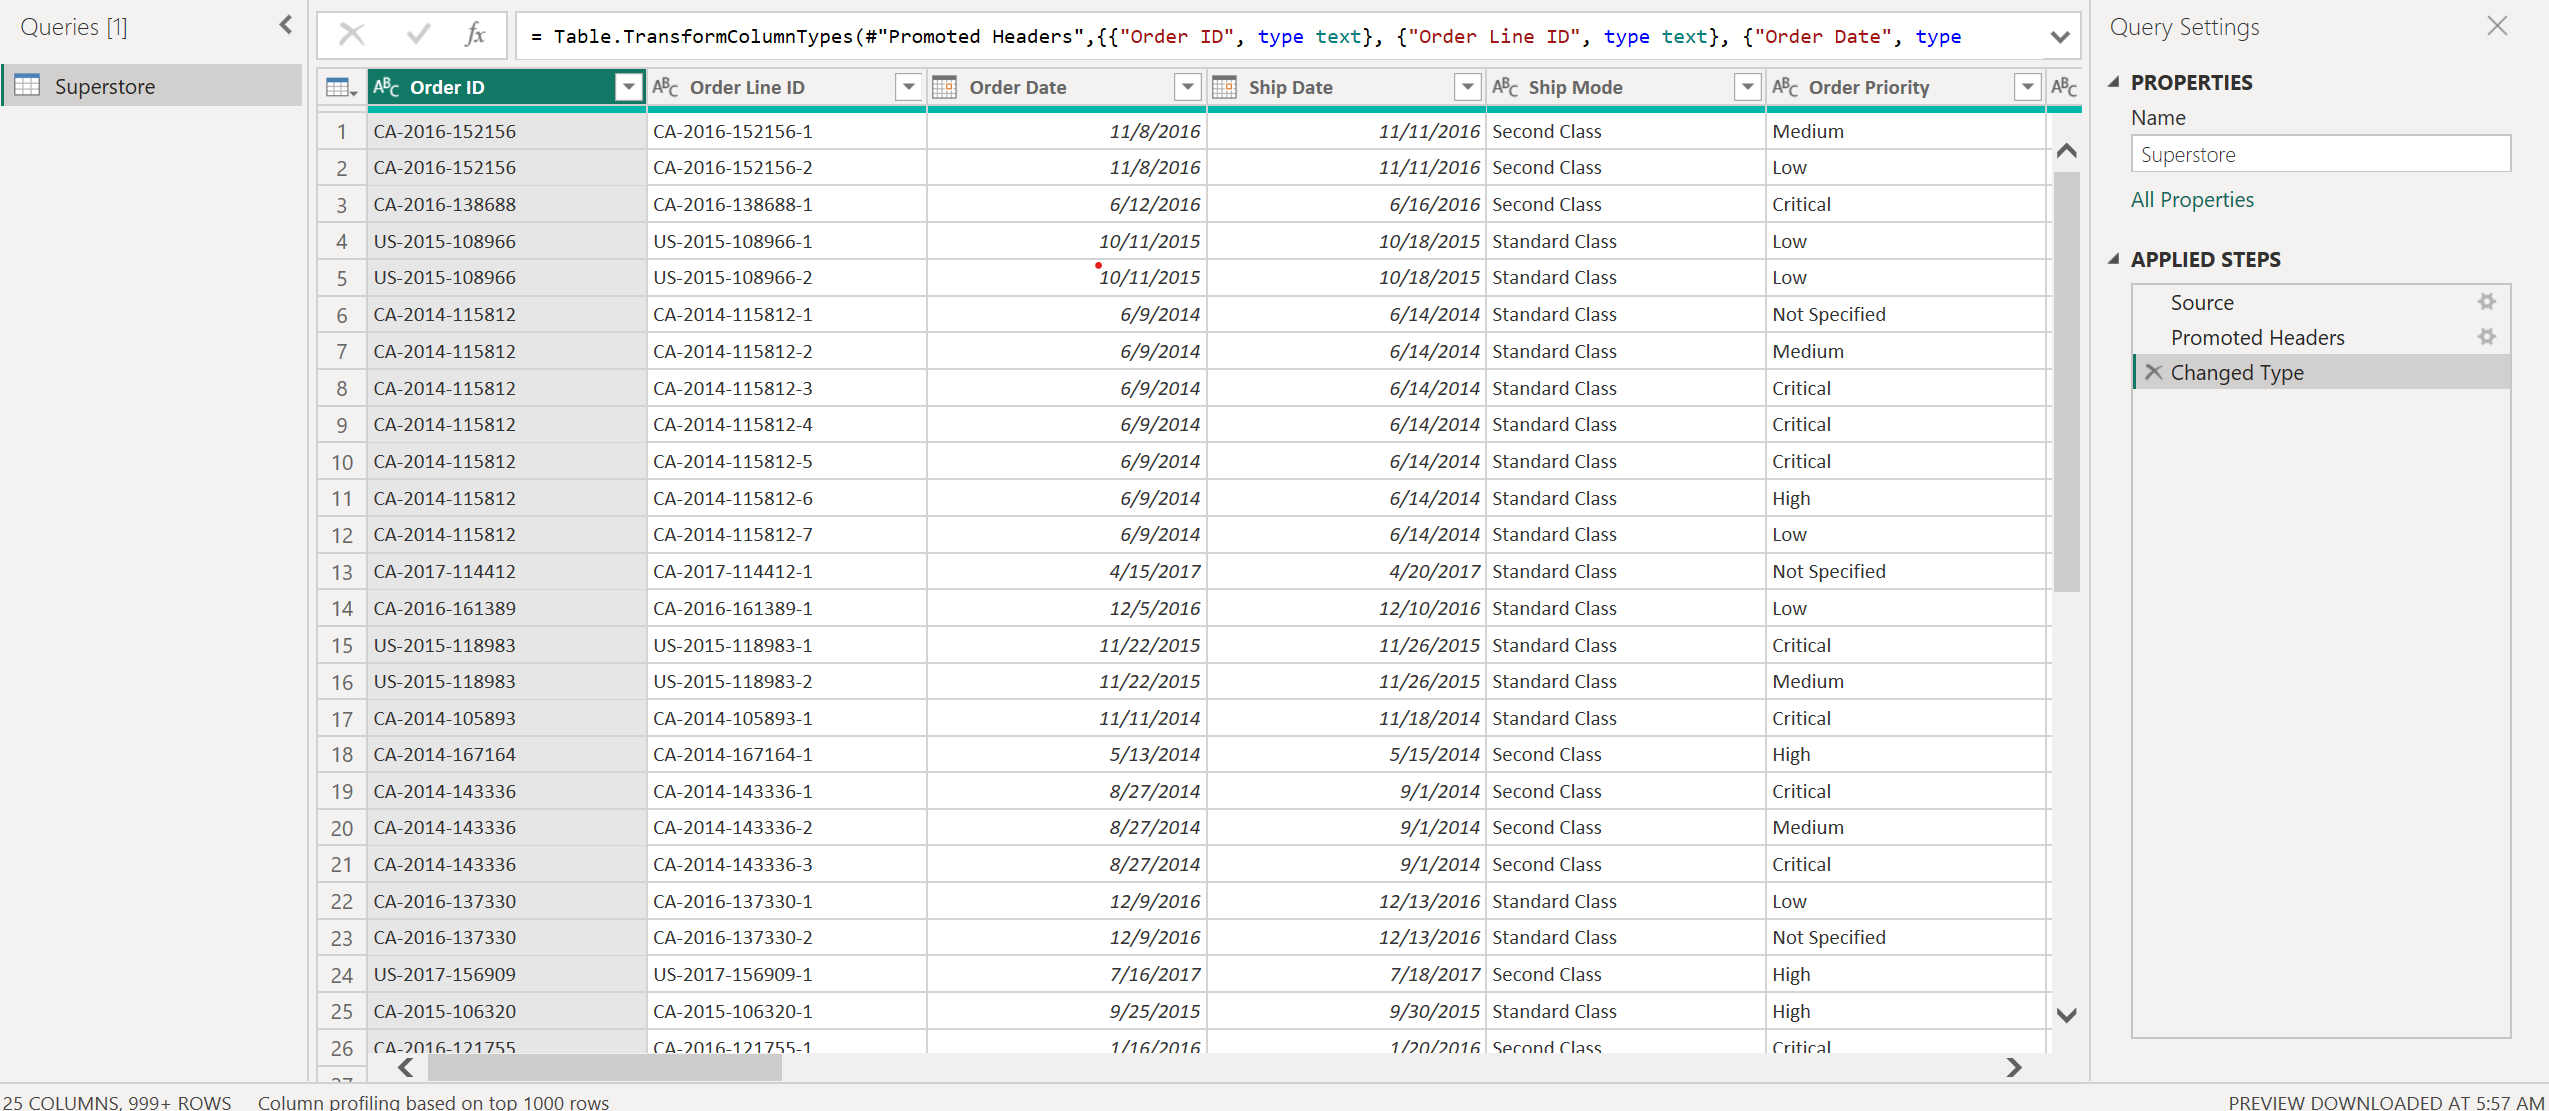 Queries [1]
Superstore
fx
= Table.TransformColumnTypes(#"Promoted Headers",{{"Order ID", type text}, {"Order Line ID", type text}, {"Order Date", type
ABC Order ID ABC Order Line ID Order Date Ship Date ABC Ship Mode ABC Order Priority ABC
1 CA-2016-152156 CA-2016-152156-1 11/8/2016 11/11/2016 Second Class Medium
2 CA-2016-152156 CA-2016-152156-2 11/8/2016 11/11/2016 Second Class Low
3 CA-2016-138688 CA-2016-138688-1 6/12/2016 6/16/2016 Second Class Critical
4 US-2015-108966 US-2015-108966-1 10/11/2015 10/18/2015 Standard Class Low
5 US-2015-108966 US-2015-108966-2 10/11/2015 10/18/2015 Standard Class Low
6 CA-2014-115812 CA-2014-115812-1 6/9/2014 6/14/2014 Standard Class Not Specified
7 CA-2014-115812 CA-2014-115812-2 6/9/2014 6/14/2014 Standard Class Medium
8 CA-2014-115812 CA-2014-115812-3 6/9/2014 6/14/2014 Standard Class Critical
9 CA-2014-115812 CA-2014-115812-4 6/9/2014 6/14/2014 Standard Class Critical
10 CA-2014-115812 CA-2014-115812-5 6/9/2014 6/14/2014 Standard Class Critical
11 CA-2014-115812 CA-2014-115812-6 6/9/2014 6/14/2014 Standard Class High
12 CA-2014-115812 CA-2014-115812-7 6/9/2014 6/14/2014 Standard Class Low
13 CA-2017-114412 CA-2017-114412-1 4/15/2017 4/20/2017 Standard Class Not Specified
14 CA-2016-161389 CA-2016-161389-1 12/5/2016 12/10/2016 Standard Class Low
15 US-2015-118983 US-2015-118983-1 11/22/2015 11/26/2015 Standard Class Critical
16 US-2015-118983 US-2015-118983-2 11/22/2015 11/26/2015 Standard Class Medium
17 CA-2014-105893 CA-2014-105893-1 11/11/2014 11/18/2014 Standard Class Critical
18 CA-2014-167164 CA-2014-167164-1 5/13/2014 5/15/2014 Second Class High
19 CA-2014-143336 CA-2014-143336-1 8/27/2014 9/1/2014 Second Class Critical
20 CA-2014-143336 CA-2014-143336-2 8/27/2014 9/1/2014 Second Class Medium
21 CA-2014-143336 CA-2014-143336-3 8/27/2014 9/1/2014 Second Class Critical
22 CA-2016-137330 CA-2016-137330-1 12/9/2016 12/13/2016 Standard Class Low
23 CA-2016-137330 CA-2016-137330-2 12/9/2016 12/13/2016 Standard Class Not Specified
24 US-2017-156909 US-2017-156909-1 7/16/2017 7/18/2017 Second Class High
25 CA-2015-106320 CA-2015-106320-1 9/25/2015 9/30/2015 Standard Class High
26 CA-2016-121755 CA-2016-121755-1 1/16/2016 1/20/2016 Second Class Critical
27
Query Settings
PROPERTIES
Name
Superstore
All Properties
APPLIED STEPS
Source
Promoted Headers
Changed Type
25 COLUMNS, 999+ ROWS Column profiling based on top 1000 rows
PREVIEW DOWNLOADED AT 5:57 AM